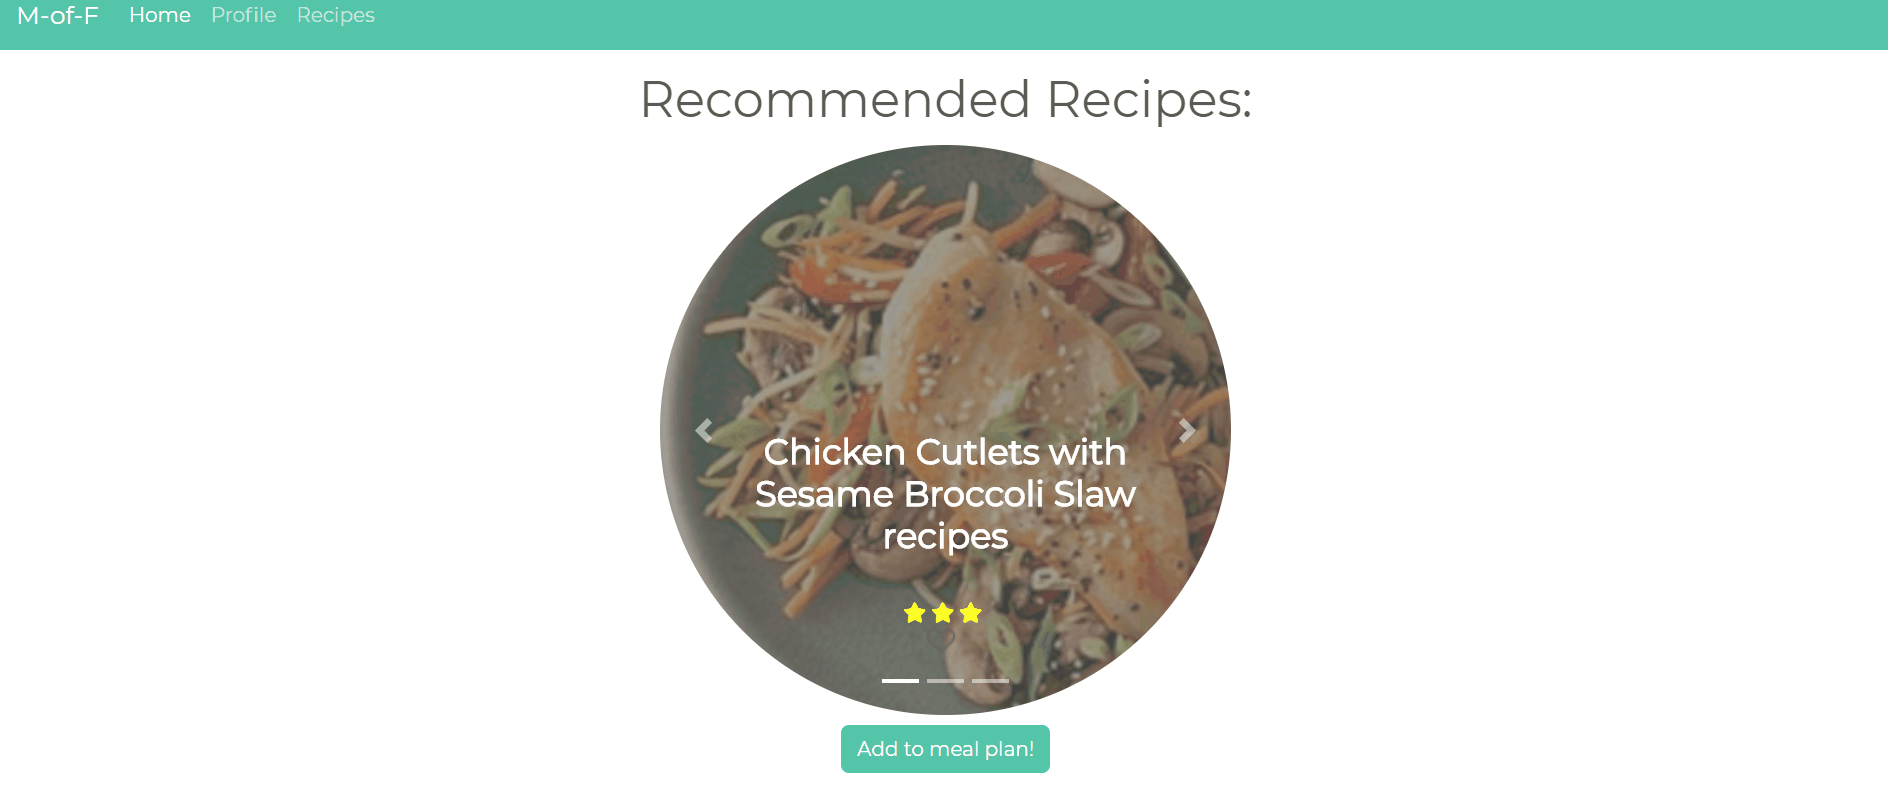 M-of-F Home Profile Recipes
Recommended Recipes:
Chicken Cutlets with
Sesame Broccoli Slaw
recipes
Add to meal plan!